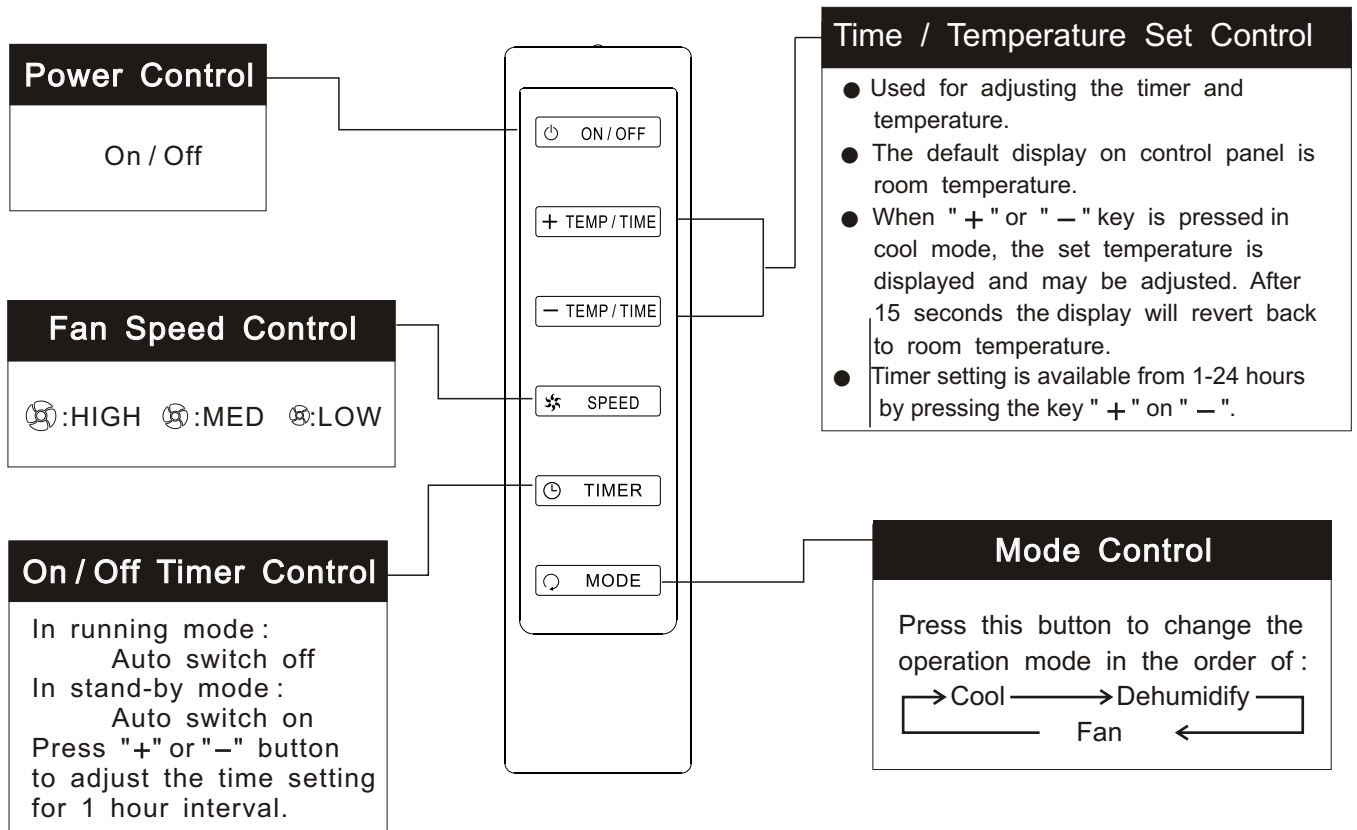 Power Control
On / Off
Fan Speed Control
:HIGH :MED :LOW
On / Off Timer Control
In running mode :
Auto switch off
In stand-by mode :
Auto switch on
Press "+" or "–" button
to adjust the time setting
for 1 hour interval.
ON / OFF
+ TEMP / TIME
– TEMP / TIME
SPEED
TIMER
MODE
Time / Temperature Set Control
● Used for adjusting the timer and
temperature.
● The default display on control panel is
room temperature.
● When " + " or " – " key is pressed in
cool mode, the set temperature is
displayed and may be adjusted. After
15 seconds the display will revert back
to room temperature.
● Timer setting is available from 1-24 hours
by pressing the key " + " on " – ".
Mode Control
Press this button to change the
operation mode in the order of :
Cool Dehumidify
Fan